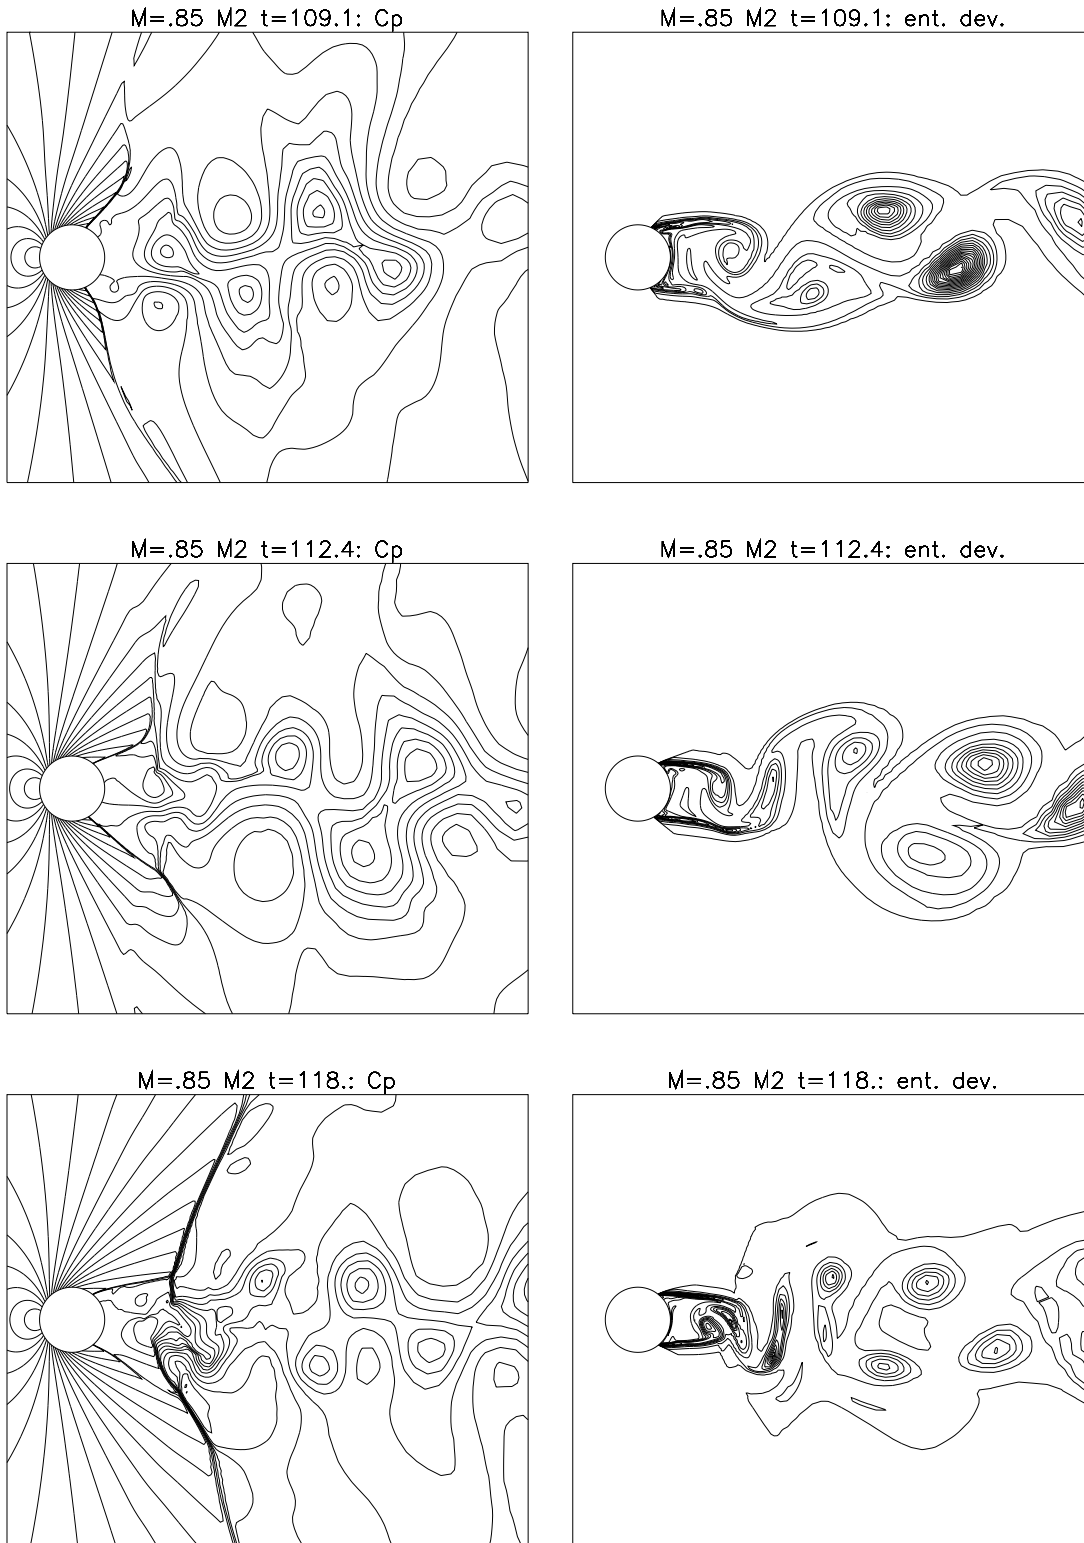 M=.85 M2 t=109.1: Cp
M=.85 M2 t=109.1: ent. dev.
M=.85 M2 t=112.4: Cp
M=.85 M2 t=112.4: ent. dev.
M=.85 M2 t=118.: Cp
M=.85 M2 t=118.: ent. dev.